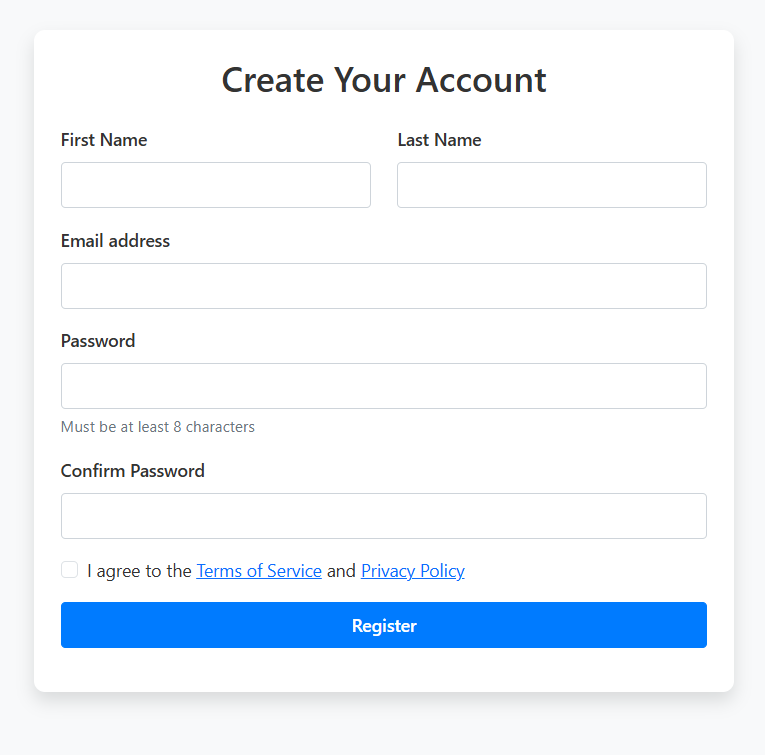 Create Your Account
First Name Last Name
Email address
Password
Must be at least 8 characters
Confirm Password
I agree to the Terms of Service and Privacy Policy
Register